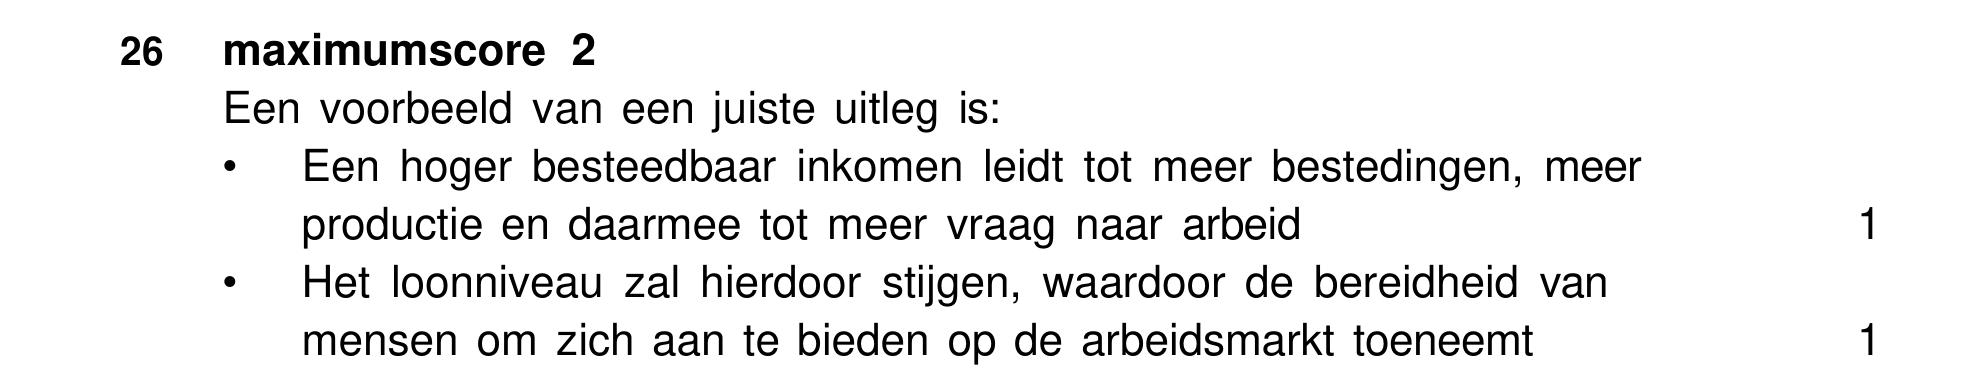 26 maximumscore 2
Een voorbeeld van een juiste uitleg is:
• Een hoger besteedbaar inkomen leidt tot meer bestedingen, meer
productie en daarmee tot meer vraag naar arbeid 1
• Het loonniveau zal hierdoor stijgen, waardoor de bereidheid van
mensen om zich aan te bieden op de arbeidsmarkt toeneemt 1